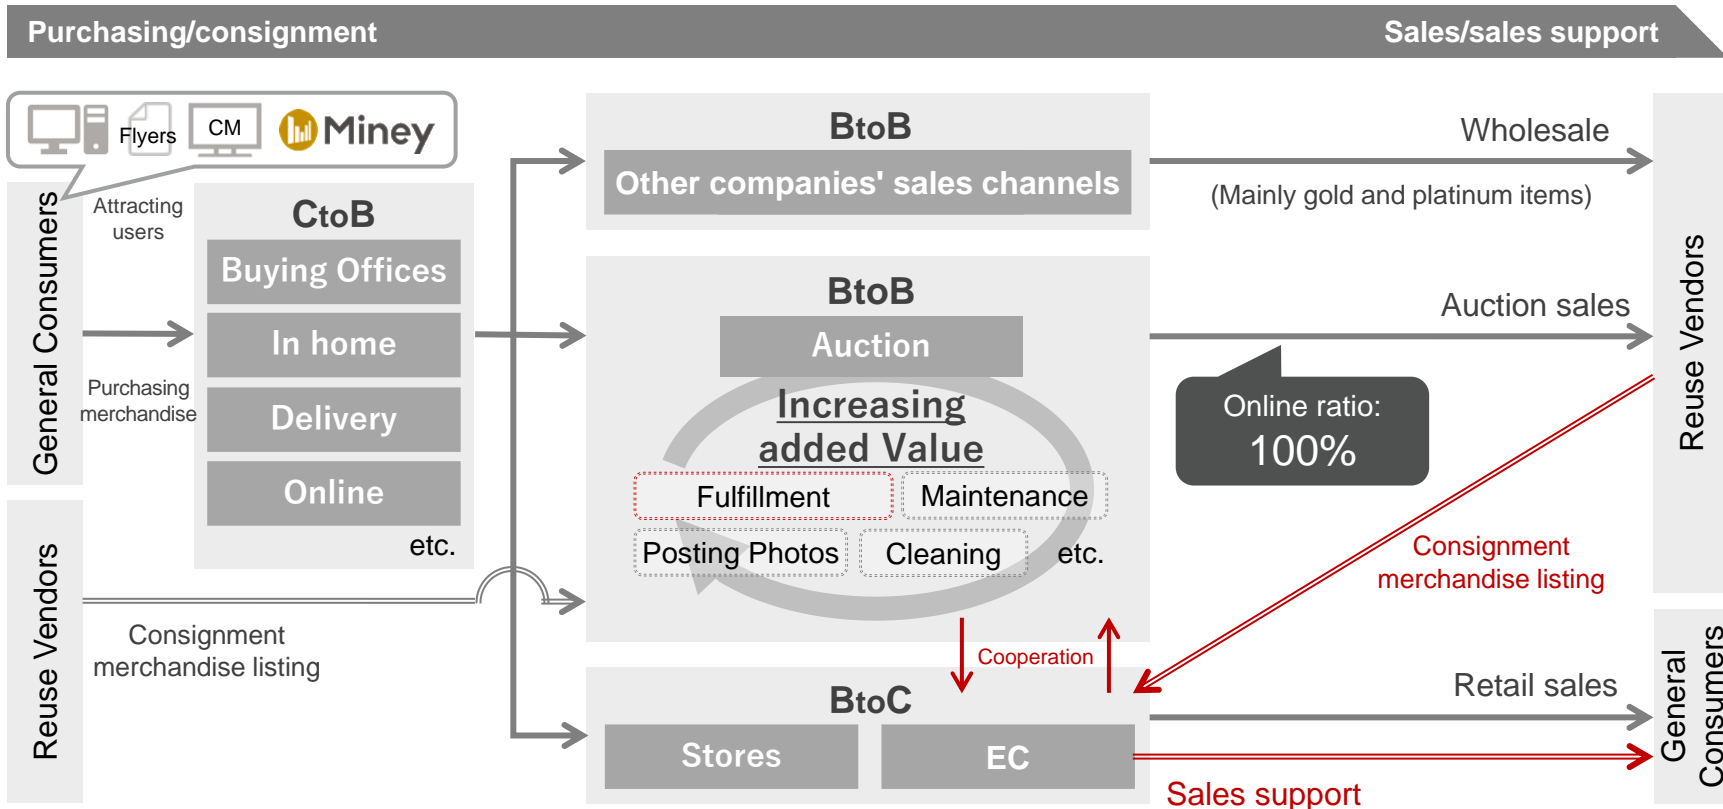 Purchasing/consignment
Sales/sales support
Flyers
CM
Miney
General Consumers
Attracting
users
Purchasing
merchandise
CtoB
Buying Offices
In home
Delivery
Online
etc.
Reuse Vendors
Consignment
merchandise listing
BtoB
Other companies' sales channels
Wholesale
(Mainly gold and platinum items)
BtoB
Auction
Increasing
added Value
Fulfillment
Maintenance
Posting Photos
Cleaning
etc.
Auction sales
Online ratio:
100%
Reuse Vendors
Consignment
merchandise listing
Cooperation
BtoC
Stores
EC
Retail sales
Sales support
General
Consumers